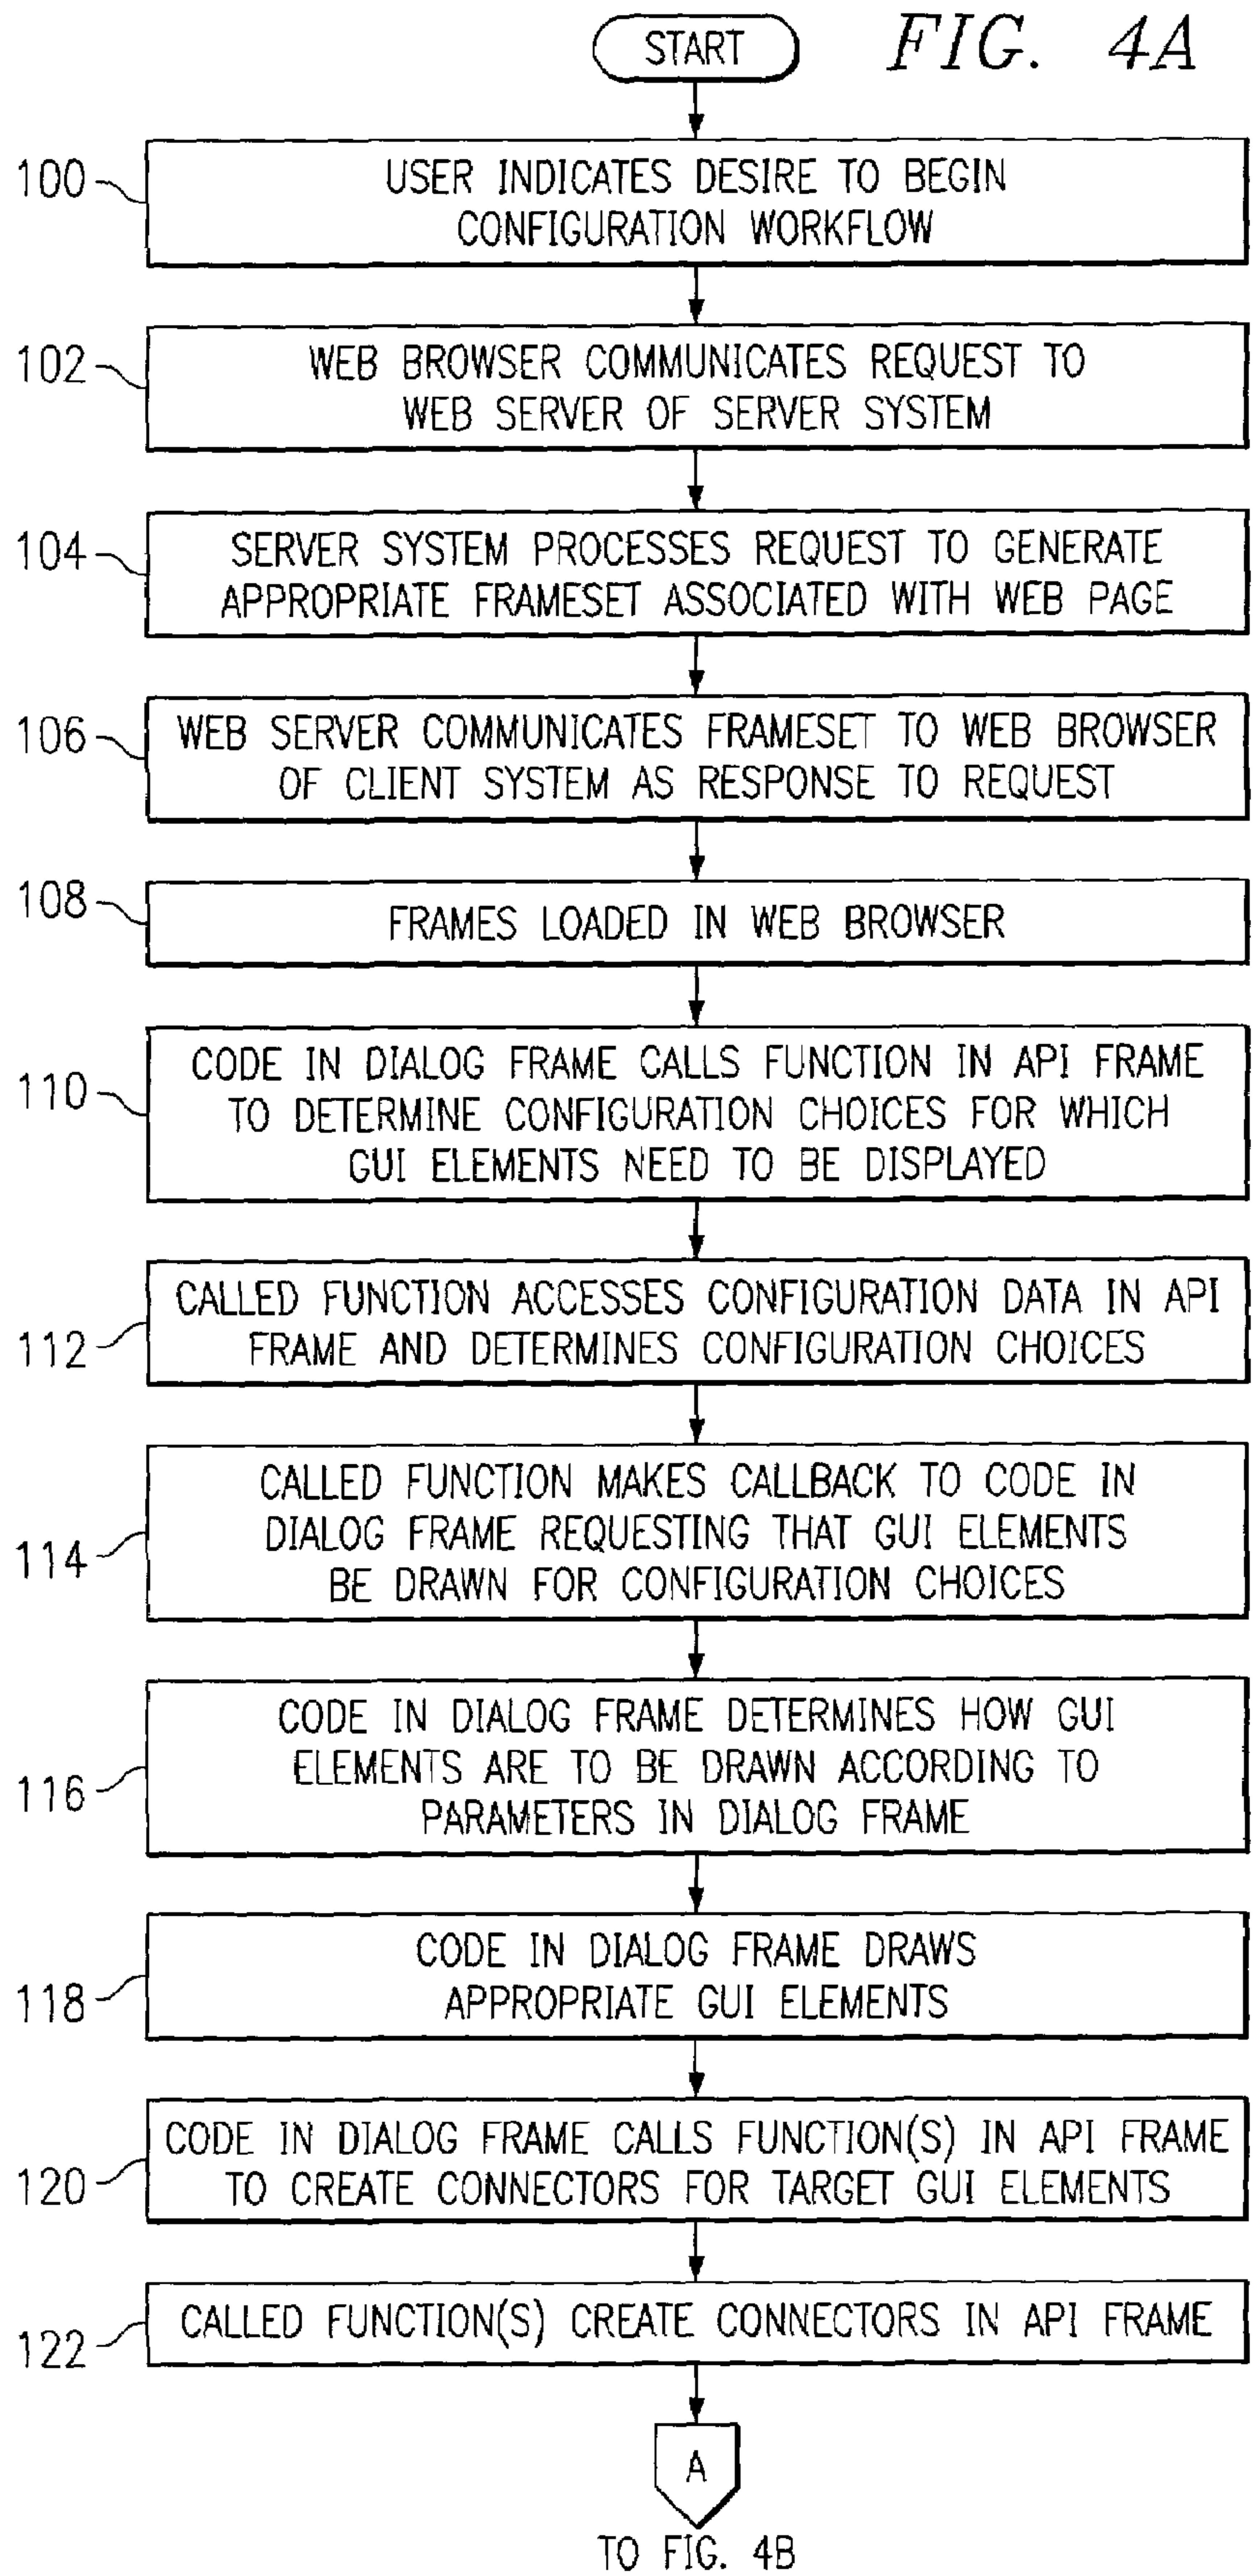 START
FIG. 4A
100
USER INDICATES DESIRE TO BEGIN
CONFIGURATION WORKFLOW
102
WEB BROWSER COMMUNICATES REQUEST TO
WEB SERVER OF SERVER SYSTEM
104
SERVER SYSTEM PROCESSES REQUEST TO GENERATE
APPROPRIATE FRAMESET ASSOCIATED WITH WEB PAGE
106
WEB SERVER COMMUNICATES FRAMESET TO WEB BROWSER
OF CLIENT SYSTEM AS RESPONSE TO REQUEST
108
FRAMES LOADED IN WEB BROWSER
110
CODE IN DIALOG FRAME CALLS FUNCTION IN API FRAME
TO DETERMINE CONFIGURATION CHOICES FOR WHICH
GUI ELEMENTS NEED TO BE DISPLAYED
112
CALLED FUNCTION ACCESSES CONFIGURATION DATA IN API
FRAME AND DETERMINES CONFIGURATION CHOICES
114
CALLED FUNCTION MAKES CALLBACK TO CODE IN
DIALOG FRAME REQUESTING THAT GUI ELEMENTS
BE DRAWN FOR CONFIGURATION CHOICES
116
CODE IN DIALOG FRAME DETERMINES HOW GUI
ELEMENTS ARE TO BE DRAWN ACCORDING TO
PARAMETERS IN DIALOG FRAME
118
CODE IN DIALOG FRAME DRAWS
APPROPRIATE GUI ELEMENTS
120
CODE IN DIALOG FRAME CALLS FUNCTION(S) IN API FRAME
TO CREATE CONNECTORS FOR TARGET GUI ELEMENTS
122
CALLED FUNCTION(S) CREATE CONNECTORS IN API FRAME
A
TO FIG. 4B